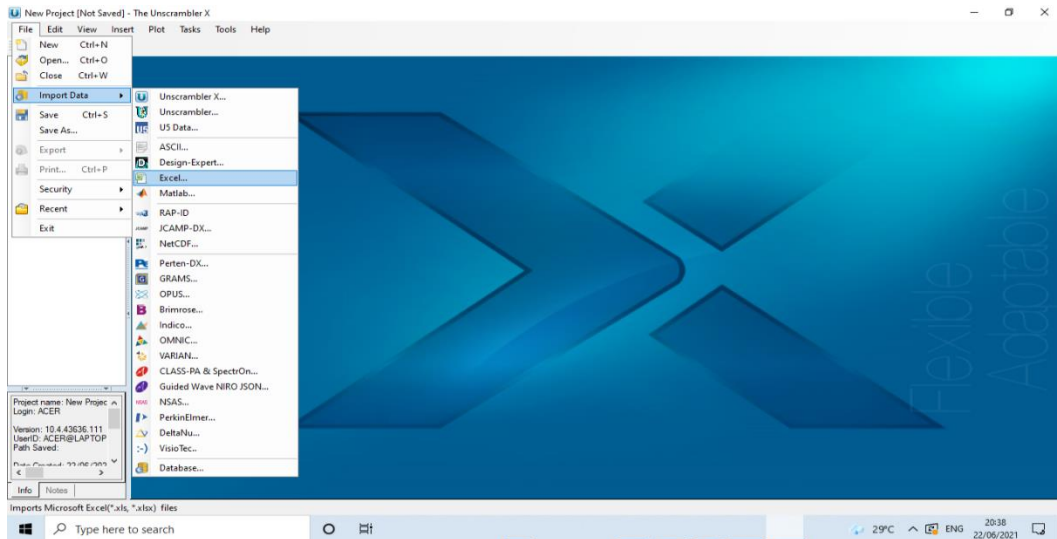 New Project [Not Saved] - The Unscrambler X
File Edit View Insert Plot Tasks Tools Help
New Ctrl+N
Open... Ctrl+O
Close Ctrl+W
Import Data
Save Ctrl+S
Save As...
Export
Print... Ctrl+P
Security
Recent
Exit
Unscrambler X...
Unscrambler...
U5 Data...
ASCII...
Design-Expert...
Excel...
Matlab...
RAP-ID
JCAMP-DX...
NetCDF...
Perten-DX...
GRAMS...
OPUS...
Brimrose...
Indico...
OMNIC...
VARIAN...
CLASS-PA & SpectrOn...
Guided Wave NIRO JSON...
NSAS...
PerkinElmer...
DeltaNu...
VisioTec...
Database...
Flexible
Adaptable
Project name: New Projec
Login: ACER
Version: 10.4.43636.111
UserID: ACER@LAPTOP
Path Saved:
Info Notes
Imports Microsoft Excel(*.xls, *.xlsx) files
Type here to search
29°C ENG
20:38
22/06/2021